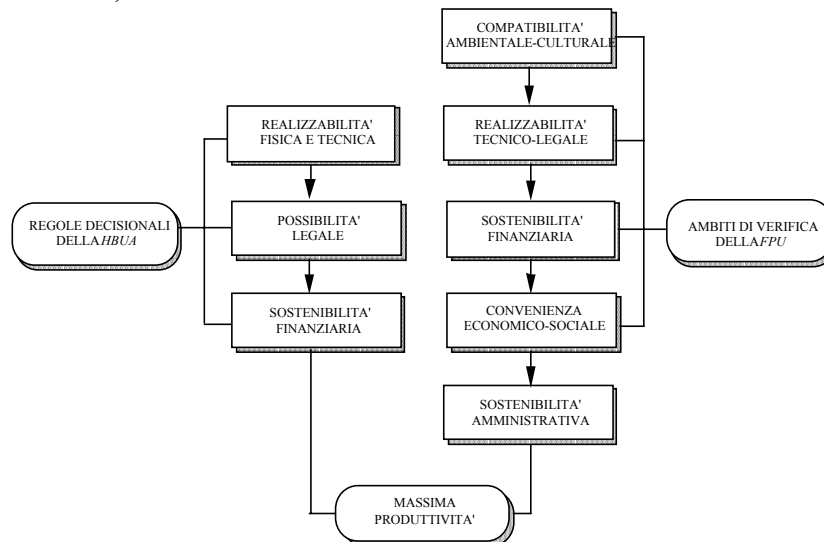 COMPATIBILITA'
AMBIENTALE-CULTURALE
REALIZZABILITA'
FISICA E TECNICA
REALIZZABILITA'
TECNICO-LEGALE
REGOLE DECISIONALI
DELLA HBUA
POSSIBILITA'
LEGALE
SOSTENIBILITA'
FINANZIARIA
AMBITI DI VERIFICA
DELLA FPU
SOSTENIBILITA'
FINANZIARIA
CONVENIENZA
ECONOMICO-SOCIALE
SOSTENIBILITA'
AMMINISTRATIVA
MASSIMA
PRODUTTIVITA'